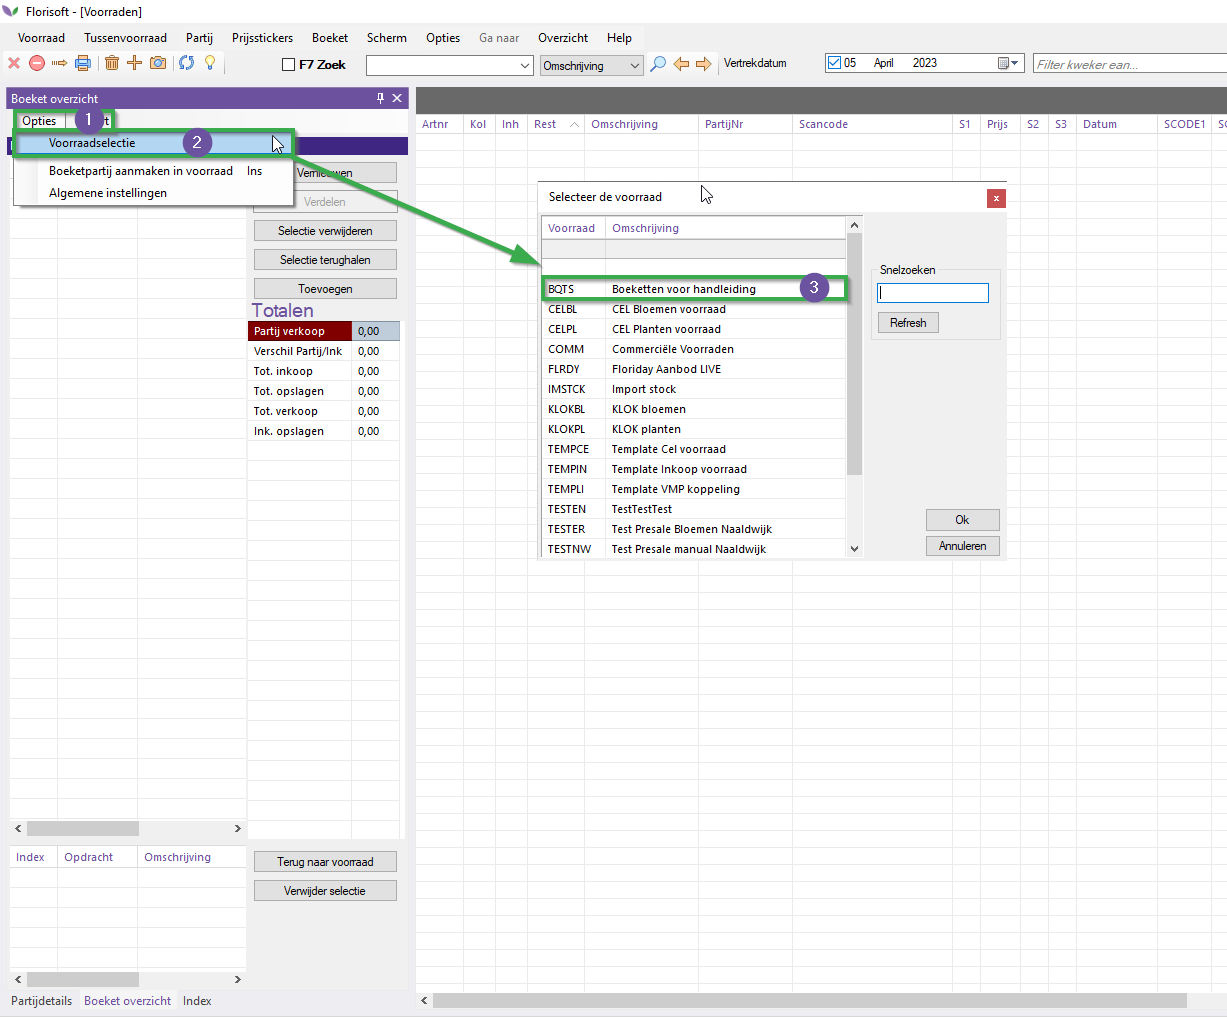 Florisoft - [Voorraden]
Voorraad Tussenvoorraad Partij Prijsstickers Boeket Scherm Opties Ga naar Overzicht Help
F7 Zoek Omschrijving Vertrekdatum 05 April 2023 Filter kweker ean...
Boeket overzicht
Opties 1
Voorraadselectie 2
Boeketpartij aanmaken in voorraad Ins
Algemene instellingen
Vernieuwen
Verdelen
Selectie verwijderen
Selectie terughalen
Toevoegen
Totalen
Partij verkoop 0,00
Verschil Partij/Ink 0,00
Tot. inkoop 0,00
Tot. opslagen 0,00
Tot. verkoop 0,00
Ink. opslagen 0,00
Index Opdracht Omschrijving
Terug naar voorraad
Verwijder selectie
Partijdetails Boeket overzicht Index
Artnr Kol Inh Rest Omschrijving PartijNr Scancode S1 Prijs S2 S3 Datum SCODE1
Selecteer de voorraad
x
Voorraad Omschrijving
BQTS Boeketten voor handleiding 3
CELBL CEL Bloemen voorraad
CELPL CEL Planten voorraad
COMM Commerciële Voorraden
FLRDY Floriday Aanbod LIVE
IMSTCK Import stock
KLOKBL KLOK bloemen
KLOKPL KLOK planten
TEMPCE Template Cel voorraad
TEMPIN Template Inkoop voorraad
TEMPLI Template VMP koppeling
TESTEN TestTestTest
TESTER Test Presale Bloemen Naaldwijk
TESTNW Test Presale manual Naaldwijk
Snelzoeken
Refresh
Ok
Annuleren